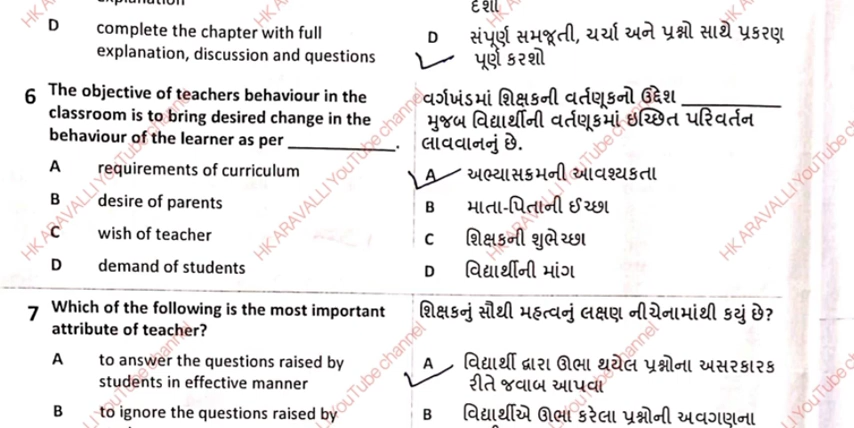 દેશો
D complete the chapter with full
explanation, discussion and questions
D સંપૂર્ણ સમજૂતી, ચર્ચા અને પ્રશ્નો સાથે પ્રકરણ
પૂર્ણ કરશો
6 The objective of teachers behaviour in the
classroom is to bring desired change in the
behaviour of the learner as per ____________.
વર્ગખંડમાં શિક્ષકની વર્તણૂકનો ઉદ્દેશ ____________
મુજબ વિદ્યાર્થીની વર્તણૂકમાં ઇચ્છિત પરિવર્તન
લાવવાનનું છે.
A requirements of curriculum
A અભ્યાસક્રમની આવશ્યકતા
B desire of parents
B માતા-પિતાની ઈચ્છા
C wish of teacher
C શિક્ષકની શુભેચ્છા
D demand of students
D વિદ્યાર્થીની માંગ
7 Which of the following is the most important
attribute of teacher?
શિક્ષકનું સૌથી મહત્વનું લક્ષણ નીચેનામાંથી કયું છે?
A to answer the questions raised by
students in effective manner
A વિદ્યાર્થી દ્વારા ઊભા થયેલ પ્રશ્નોના અસરકારક
રીતે જવાબ આપવા
B to ignore the questions raised by
B વિદ્યાર્થીએ ઊભા કરેલા પ્રશ્નોની અવગણના
HK ARAVALLI YouTube channel